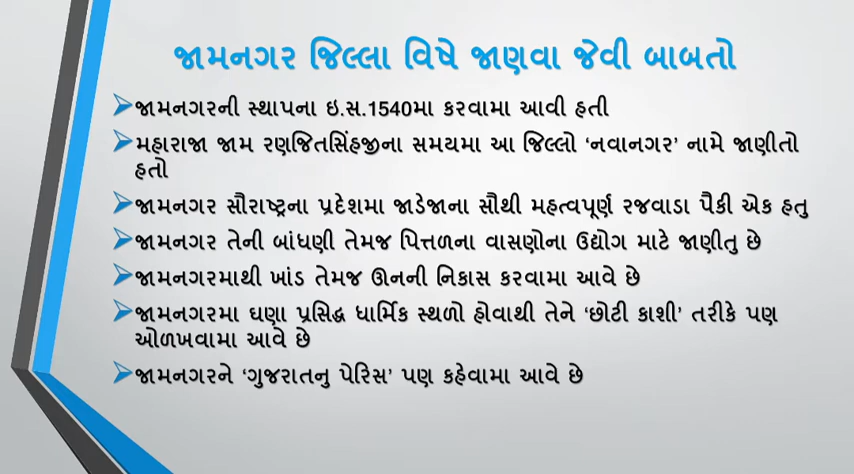 જામનગર જિલ્લા વિષે જાણવા જેવી બાબતો
જામનગરની સ્થાપના ઇ.સ.1540મા કરવામા આવી હતી
મહારાજા જામ રણજિતસિંહજીના સમયમા આ જિલ્લો ‘નવાનગર’ નામે જાણીતો
હતો
જામનગર સૌરાષ્ટ્રના પ્રદેશમા જાડેજાના સૌથી મહત્વપૂર્ણ રજવાડા પૈકી એક હતુ
જામનગર તેની બાંધણી તેમજ પિત્તળના વાસણોના ઉદ્યોગ માટે જાણીતુ છે
જામનગરમાથી ખાંડ તેમજ ઊનની નિકાસ કરવામા આવે છે
જામનગરમા ઘણા પ્રસિદ્ધ ધાર્મિક સ્થળો હોવાથી તેને ‘છોટી કાશી’ તરીકે પણ
ઓળખવામા આવે છે
જામનગરને ‘ગુજરાતનુ પેરિસ’ પણ કહેવામા આવે છે